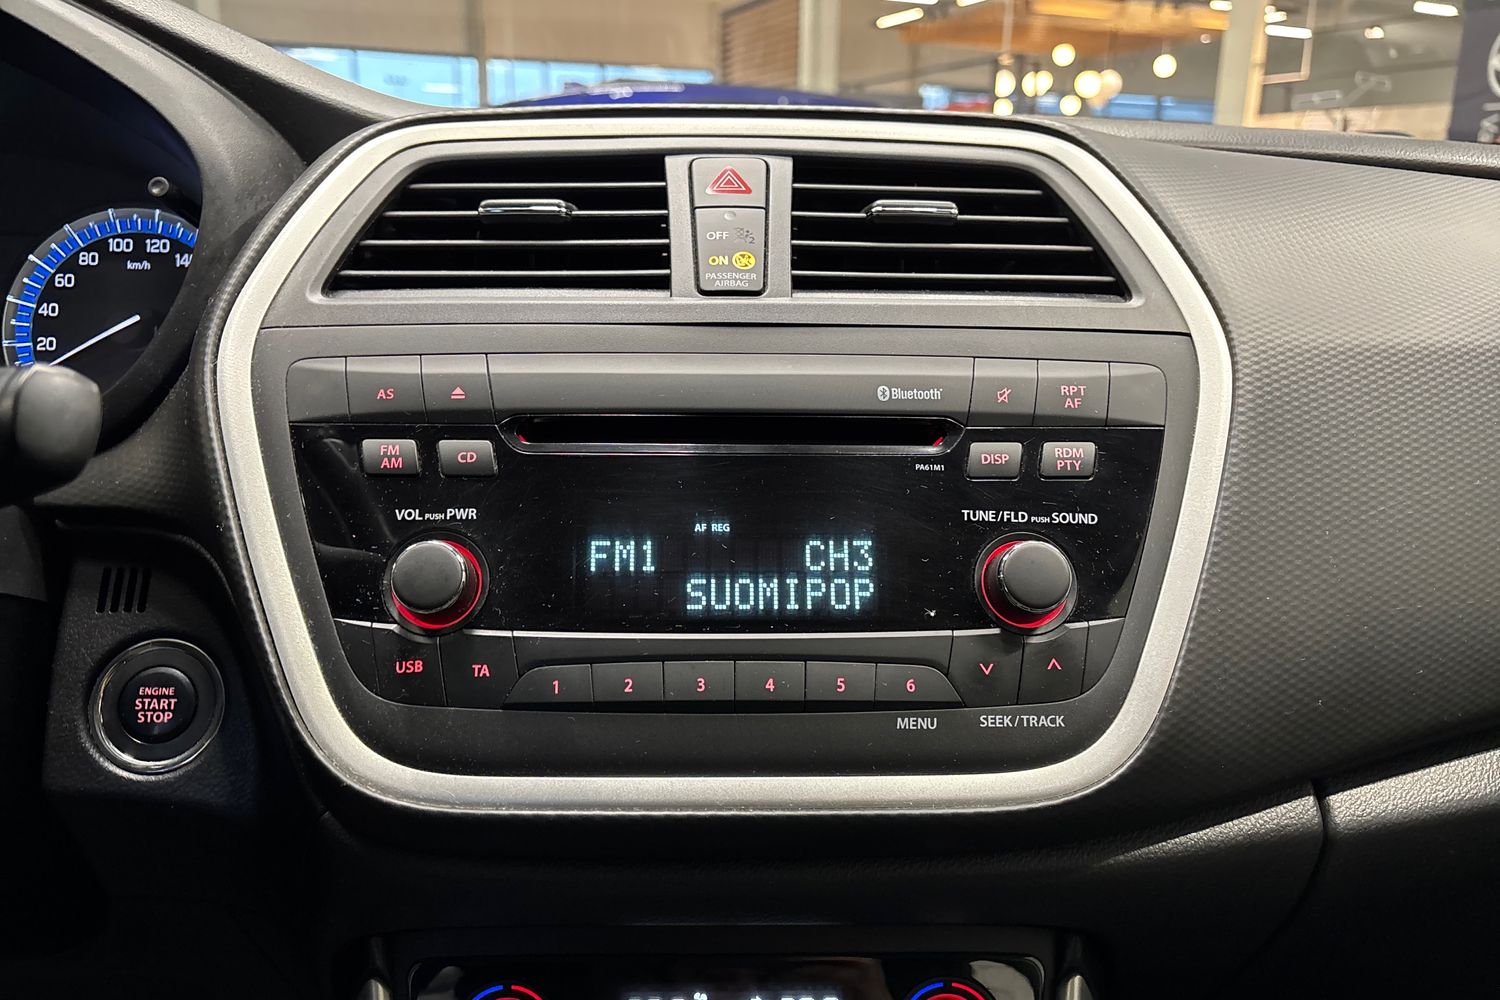 OFF
ON
PASSENGER
AIRBAG
20
40
60
80
100
120
km/h
AS
Bluetooth
RPT
AF
FM
AM
CD
PA61M1
DISP
RDM
PTY
VOL PUSH PWR
TUNE/FLD PUSH SOUND
AF REG
FM1 CH3
SUOMIPOP
USB
TA
1 2 3 4 5 6
MENU
SEEK/TRACK
ENGINE
START
STOP